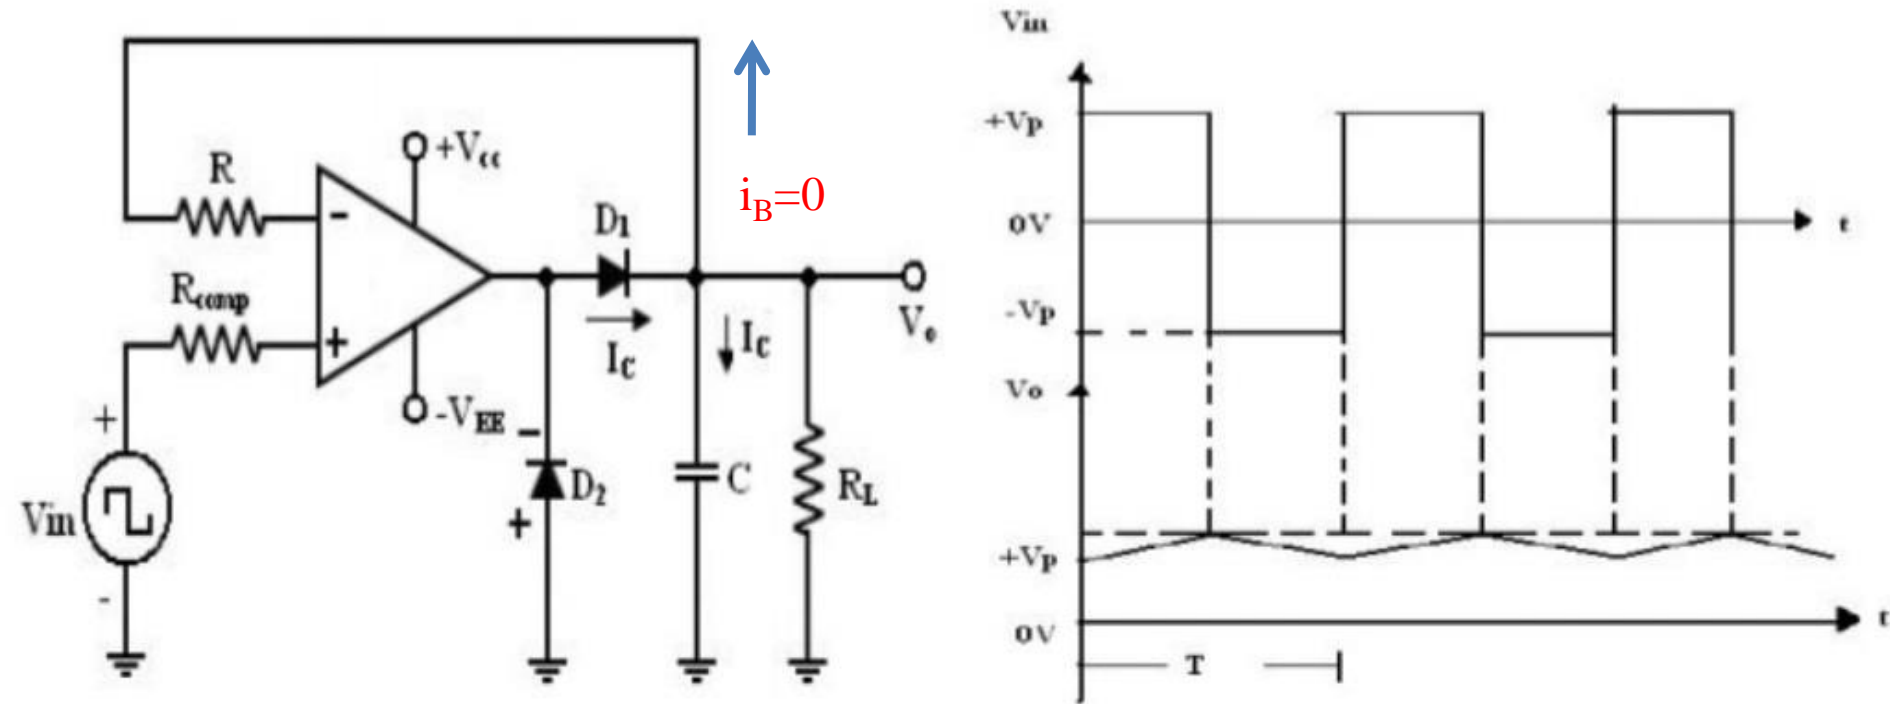 R
+Vcc
iB=0
-
D1
Rcomp
+
IC
IC
Vo
-VEE
-
D2
+
C
RL
+
Vin
-
Vin
+VP
0V
t
-VP
Vo
+VP
0V
t
T